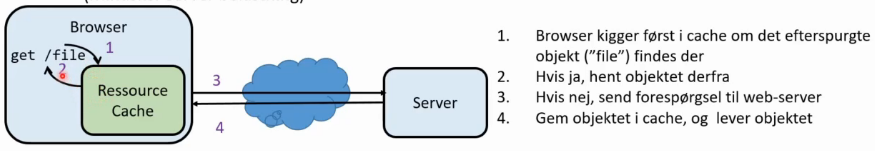 Browser
get /file
1
2
Ressource
Cache
3
4
Server
1. Browser kigger først i cache om det efterspurgte
objekt ("file") findes der
2. Hvis ja, hent objektet derfra
3. Hvis nej, send forespørgsel til web-server
4. Gem objektet i cache, og lever objektet